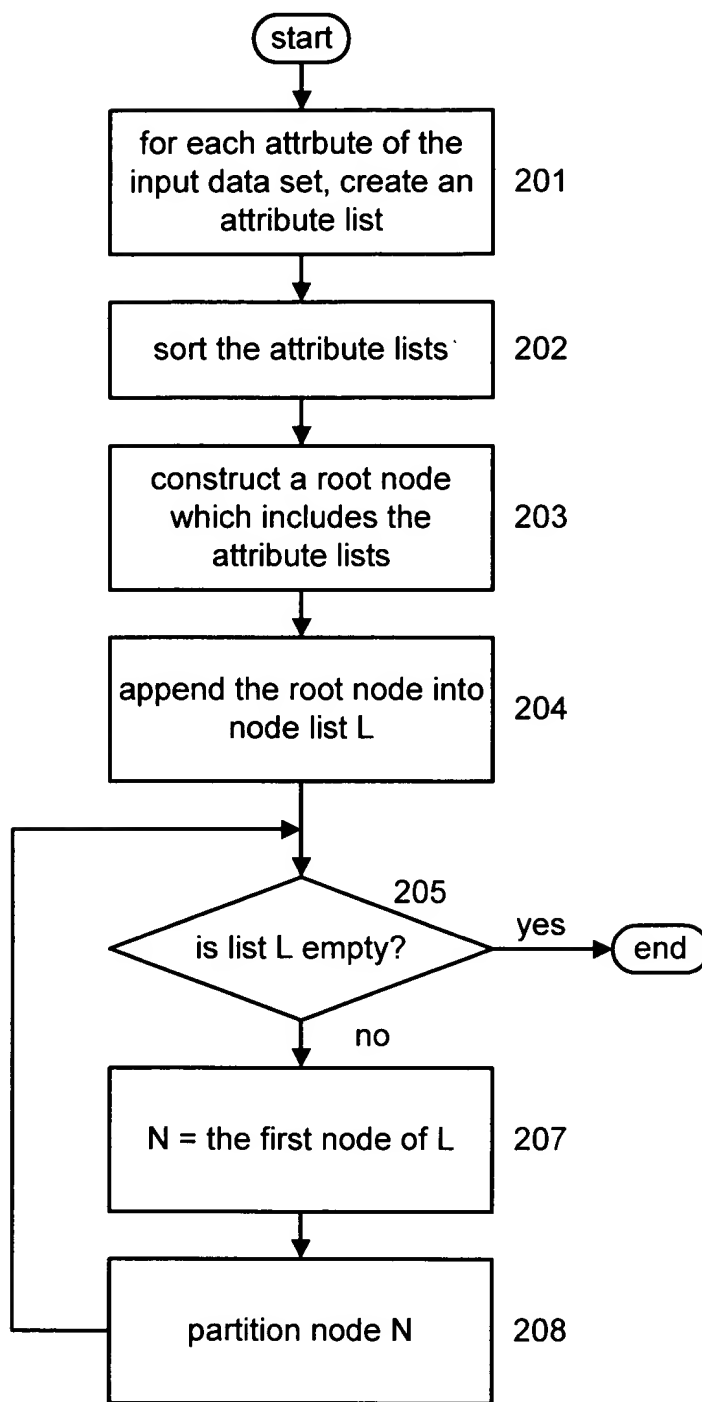 start
for each attrbute of the
input data set, create an
attribute list
201
sort the attribute lists
202
construct a root node
which includes the
attribute lists
203
append the root node into
node list L
204
205
is list L empty?
yes
end
no
N = the first node of L
207
partition node N
208